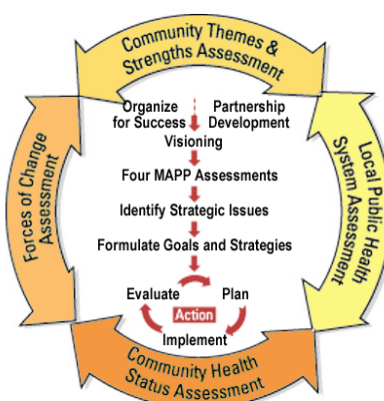 Community Themes &
Strengths Assessment
Organize
for Success
Partnership
Development
Visioning
Four MAPP Assessments
Identify Strategic Issues
Formulate Goals and Strategies
Evaluate
Plan
Action
Implement
Forces of Change
Assessment
Local Public Health
System Assessment
Community Health
Status Assessment